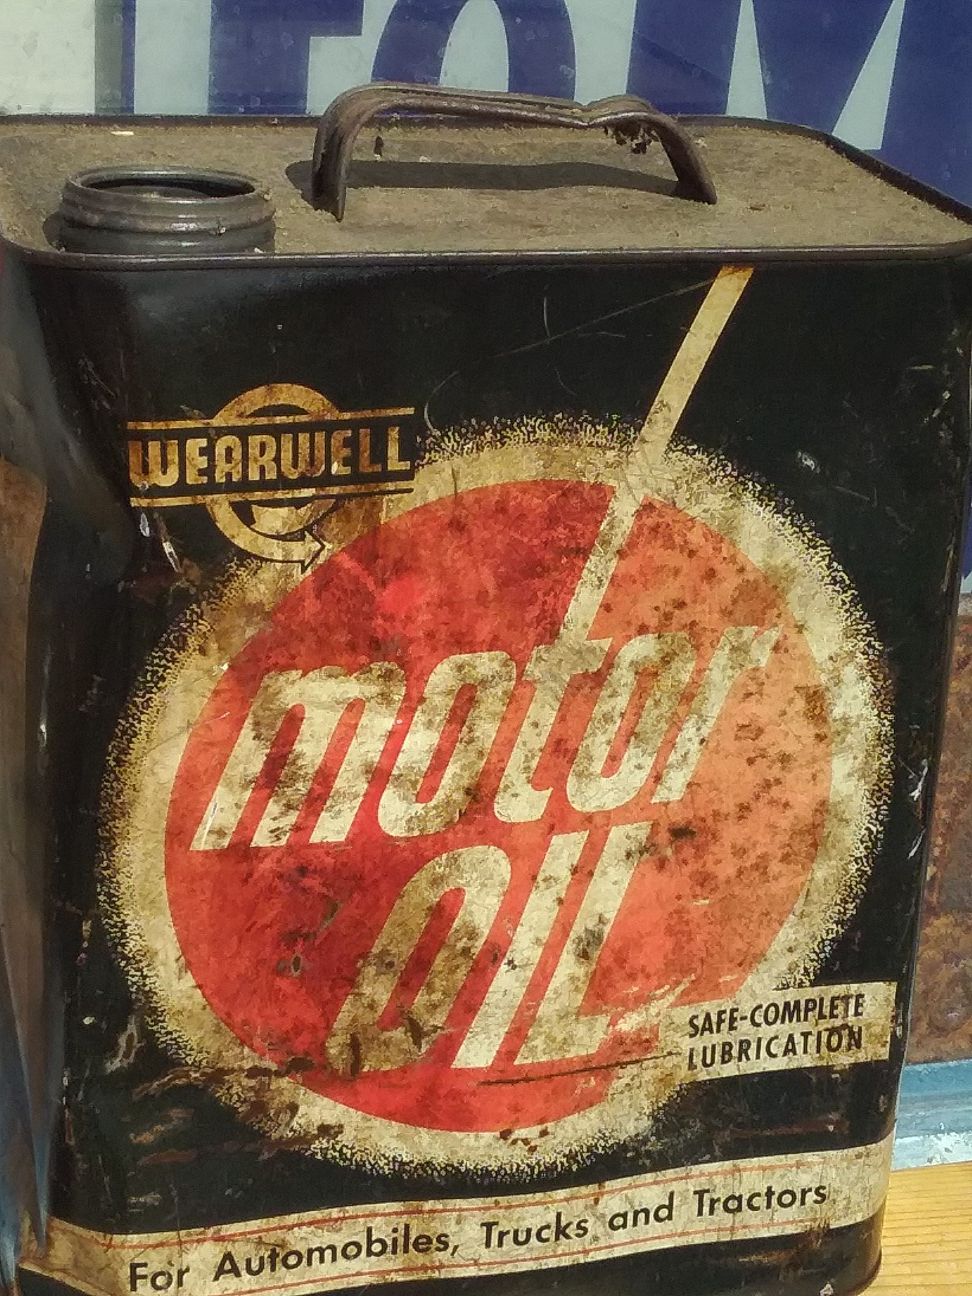 WEARWELL
motor
OIL
SAFE-COMPLETE
LUBRICATION
For Automobiles, Trucks and Tractors